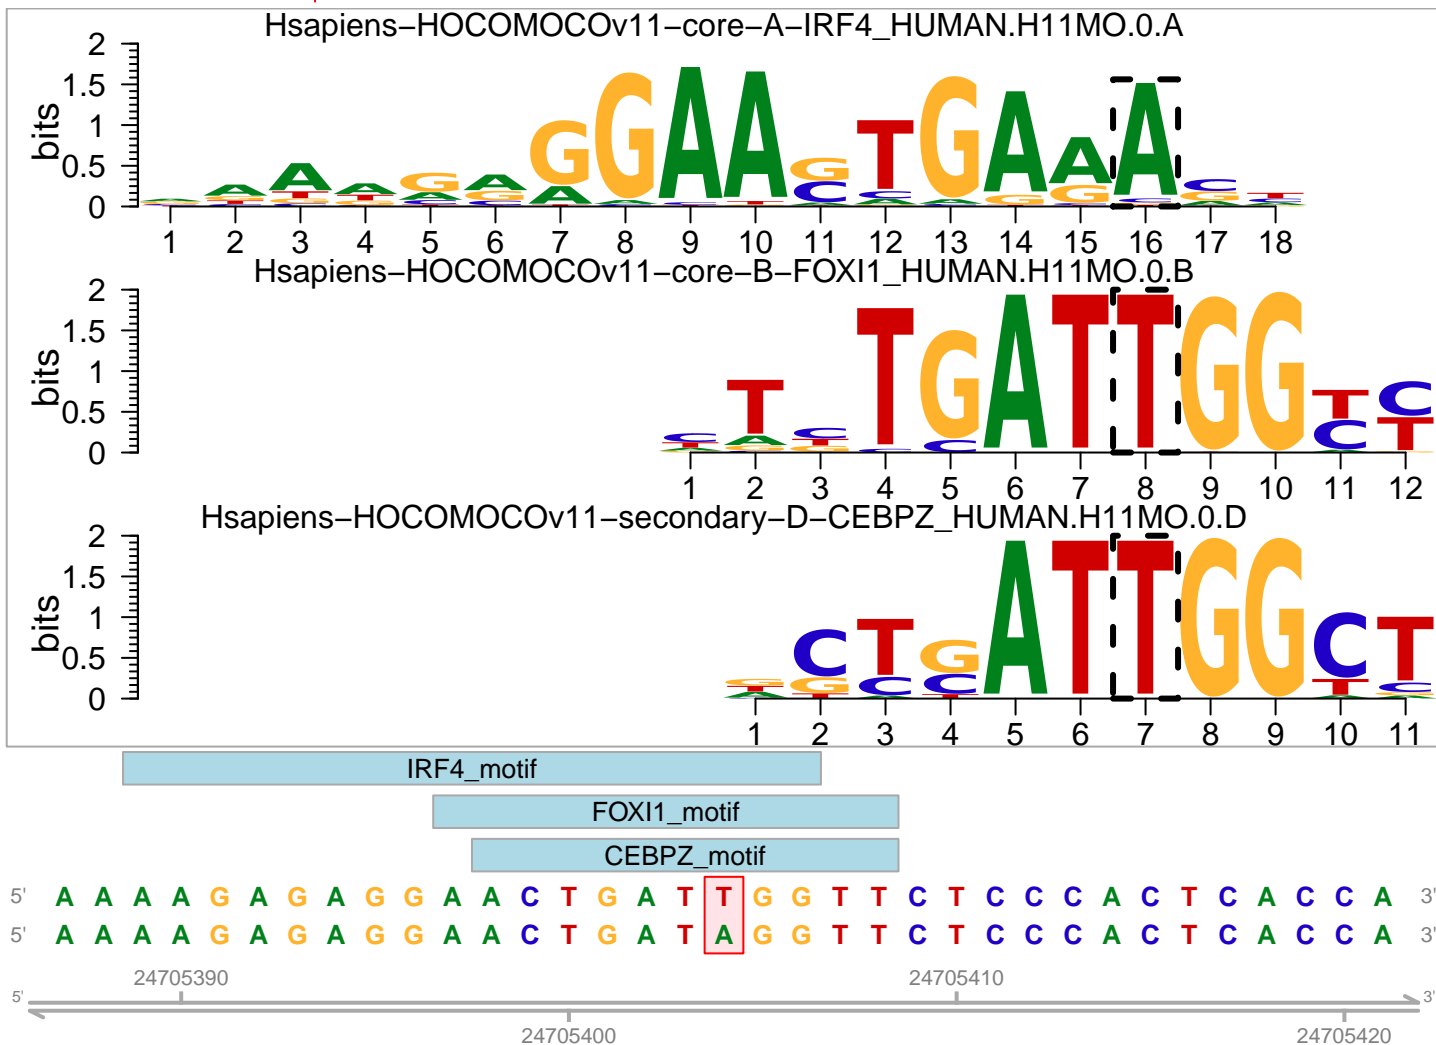 Hsapiens−HOCOMOCOv11−core−A−IRF4_HUMAN.H11MO.0.A
2
1.5
1
0.5
0
bits
A A A G A G G A A G T G A A A C T
1 2 3 4 5 6 7 8 9 10 11 12 13 14 15 16 17 18
Hsapiens−HOCOMOCOv11−core−B−FOXI1_HUMAN.H11MO.0.B
2
1.5
1
0.5
0
bits
C T C T G A T T G G T C
1 2 3 4 5 6 7 8 9 10 11 12
Hsapiens−HOCOMOCOv11−secondary−D−CEBPZ_HUMAN.H11MO.0.D
2
1.5
1
0.5
0
bits
G C T G A T T G G C T
1 2 3 4 5 6 7 8 9 10 11
IRF4_motif
FOXI1_motif
CEBPZ_motif
5' A A A A G A G A G G A A C T G A T T G G T T C T C C C A C T C A C C A 3'
5' A A A A G A G A G G A A C T G A T A G G T T C T C C C A C T C A C C A 3'
24705390 24705410
5' 3'
24705400 24705420